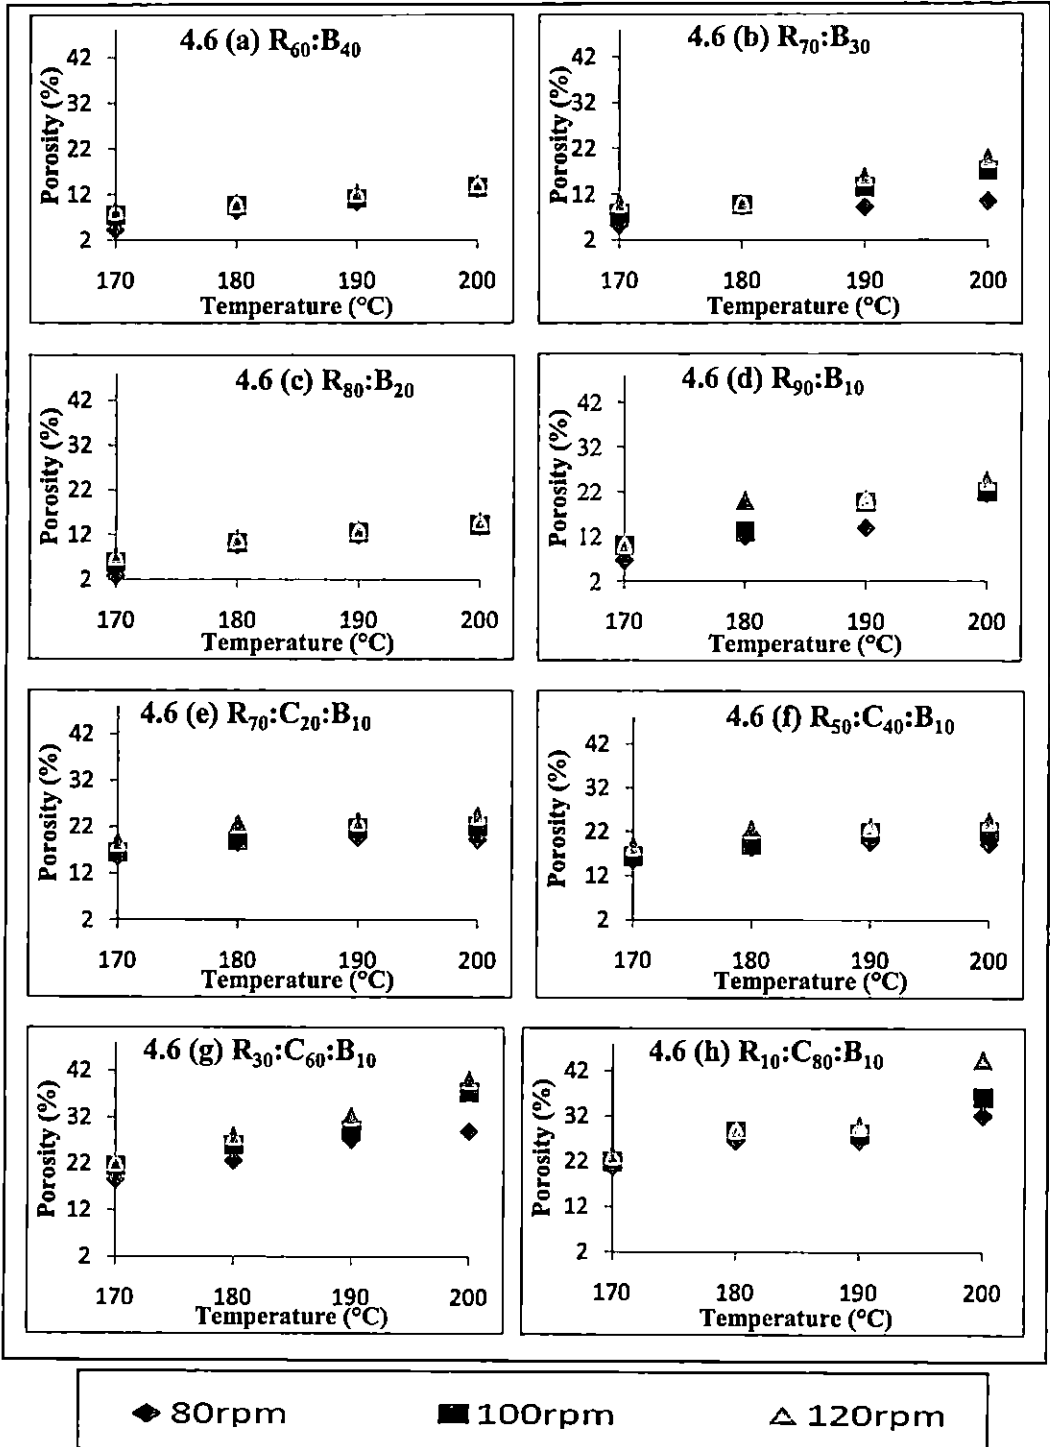 4.6 (a) R60:B40
Porosity (%)
42
32
22
12
2
170 180 190 200
Temperature (°C)
4.6 (b) R70:B30
Porosity (%)
42
32
22
12
2
170 180 190 200
Temperature (°C)
4.6 (c) R80:B20
Porosity (%)
42
32
22
12
2
170 180 190 200
Temperature (°C)
4.6 (d) R90:B10
Porosity (%)
42
32
22
12
2
170 180 190 200
Temperature (°C)
4.6 (e) R70:C20:B10
Porosity (%)
42
32
22
12
2
170 180 190 200
Temperature (°C)
4.6 (f) R50:C40:B10
Porosity (%)
42
32
22
12
2
170 180 190 200
Temperature (°C)
4.6 (g) R30:C60:B10
Porosity (%)
42
32
22
12
2
170 180 190 200
Temperature (°C)
4.6 (h) R10:C80:B10
Porosity (%)
42
32
22
12
2
170 180 190 200
Temperature (°C)
80rpm 100rpm 120rpm